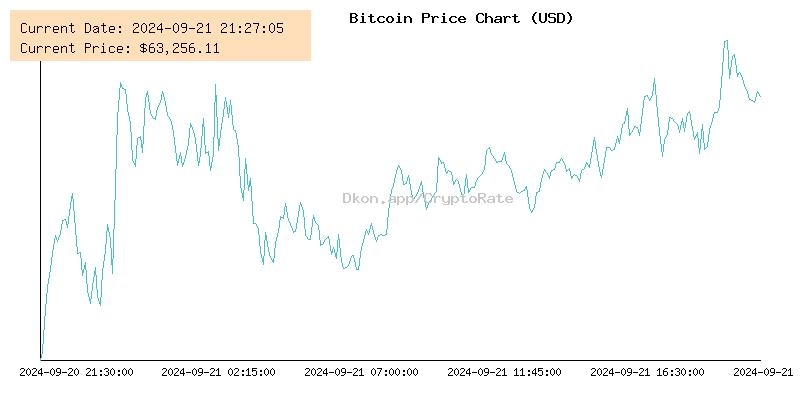 Bitcoin Price Chart (USD)
Current Date: 2024-09-21 21:27:05
Current Price: $63,256.11
Dkon.app/CryptoRate
2024-09-20 21:30:00 2024-09-21 02:15:00 2024-09-21 07:00:00 2024-09-21 11:45:00 2024-09-21 16:30:00 2024-09-21